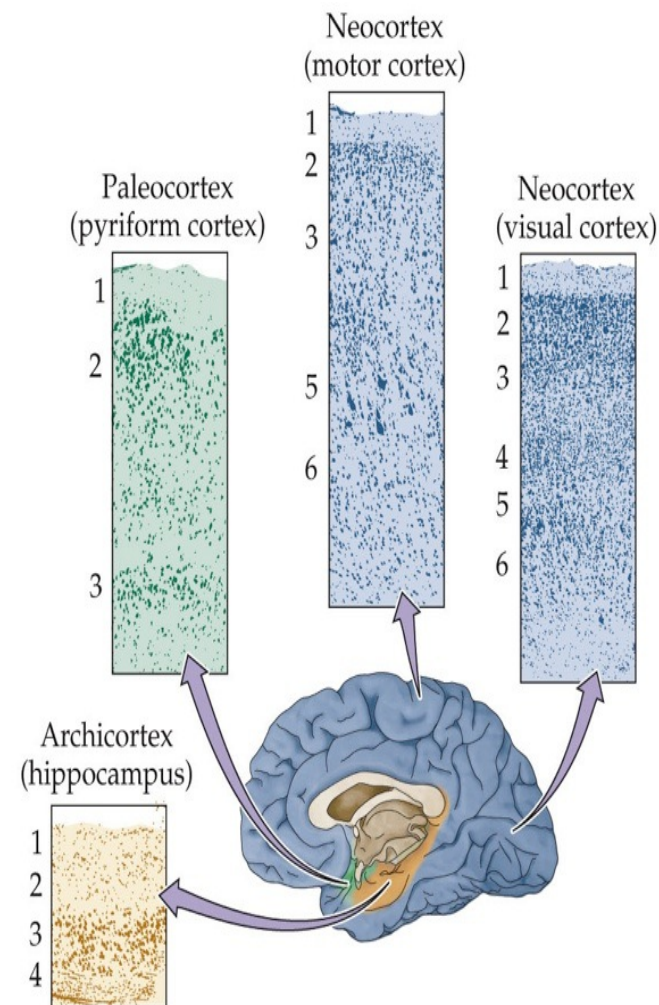 Neocortex
(motor cortex)
1
2
3
5
6
Paleocortex
(pyriform cortex)
1
2
3
Neocortex
(visual cortex)
1
2
3
4
5
6
Archicortex
(hippocampus)
1
2
3
4